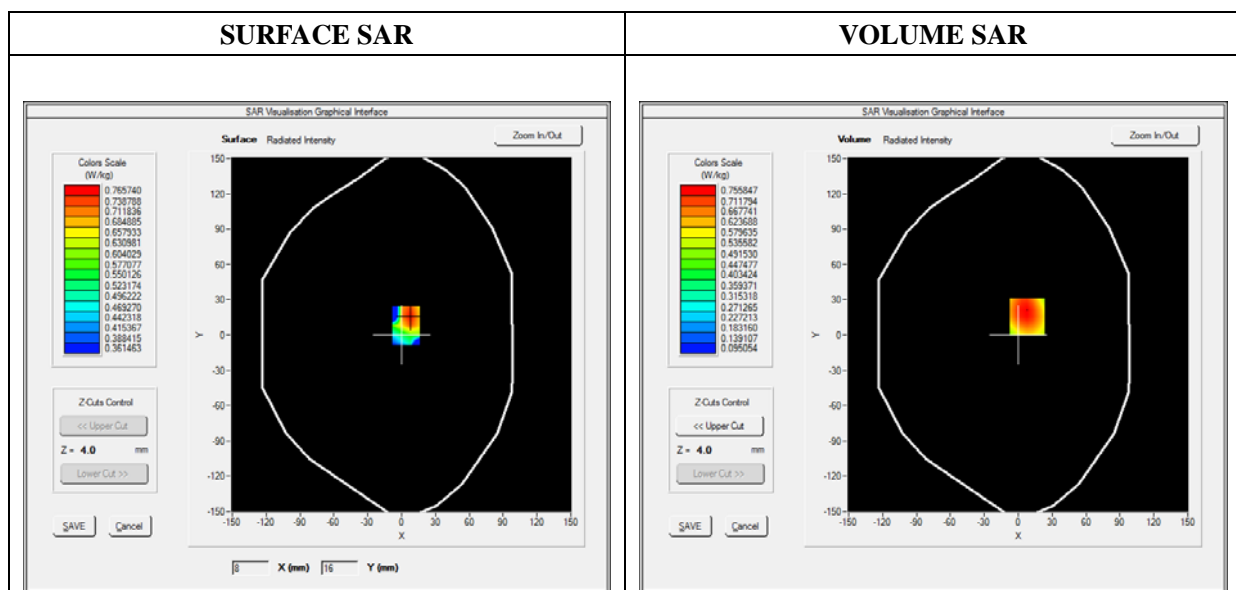 SURFACE SAR
VOLUME SAR
SAR Visualisation Graphical Interface
Surface Radiated Intensity
Zoom In/Out
Colors Scale
(W/kg)
0.765740
0.738788
0.711836
0.684885
0.657933
0.630981
0.604029
0.577077
0.550126
0.523174
0.496222
0.469270
0.442318
0.415367
0.388415
0.361463
Z-Cuts Control
<< Upper Cut
Z = 4.0 mm
Lower Cut >>
SAVE Cancel
150
120
90
60
30
0
-30
-60
-90
-120
-150
Y
-150 -120 -90 -60 -30 0 30 60 90 120 150
X
8 X (mm) 16 Y (mm)
SAR Visualisation Graphical Interface
Volume Radiated Intensity
Zoom In/Out
Colors Scale
(W/kg)
0.755847
0.711794
0.667741
0.623688
0.579635
0.535582
0.491530
0.447477
0.403424
0.359371
0.315318
0.271265
0.227213
0.183160
0.139107
0.095054
Z-Cuts Control
<< Upper Cut
Z = 4.0 mm
Lower Cut >>
SAVE Cancel
150
120
90
60
30
0
-30
-60
-90
-120
-150
Y
-150 -120 -90 -60 -30 0 30 60 90 120 150
X